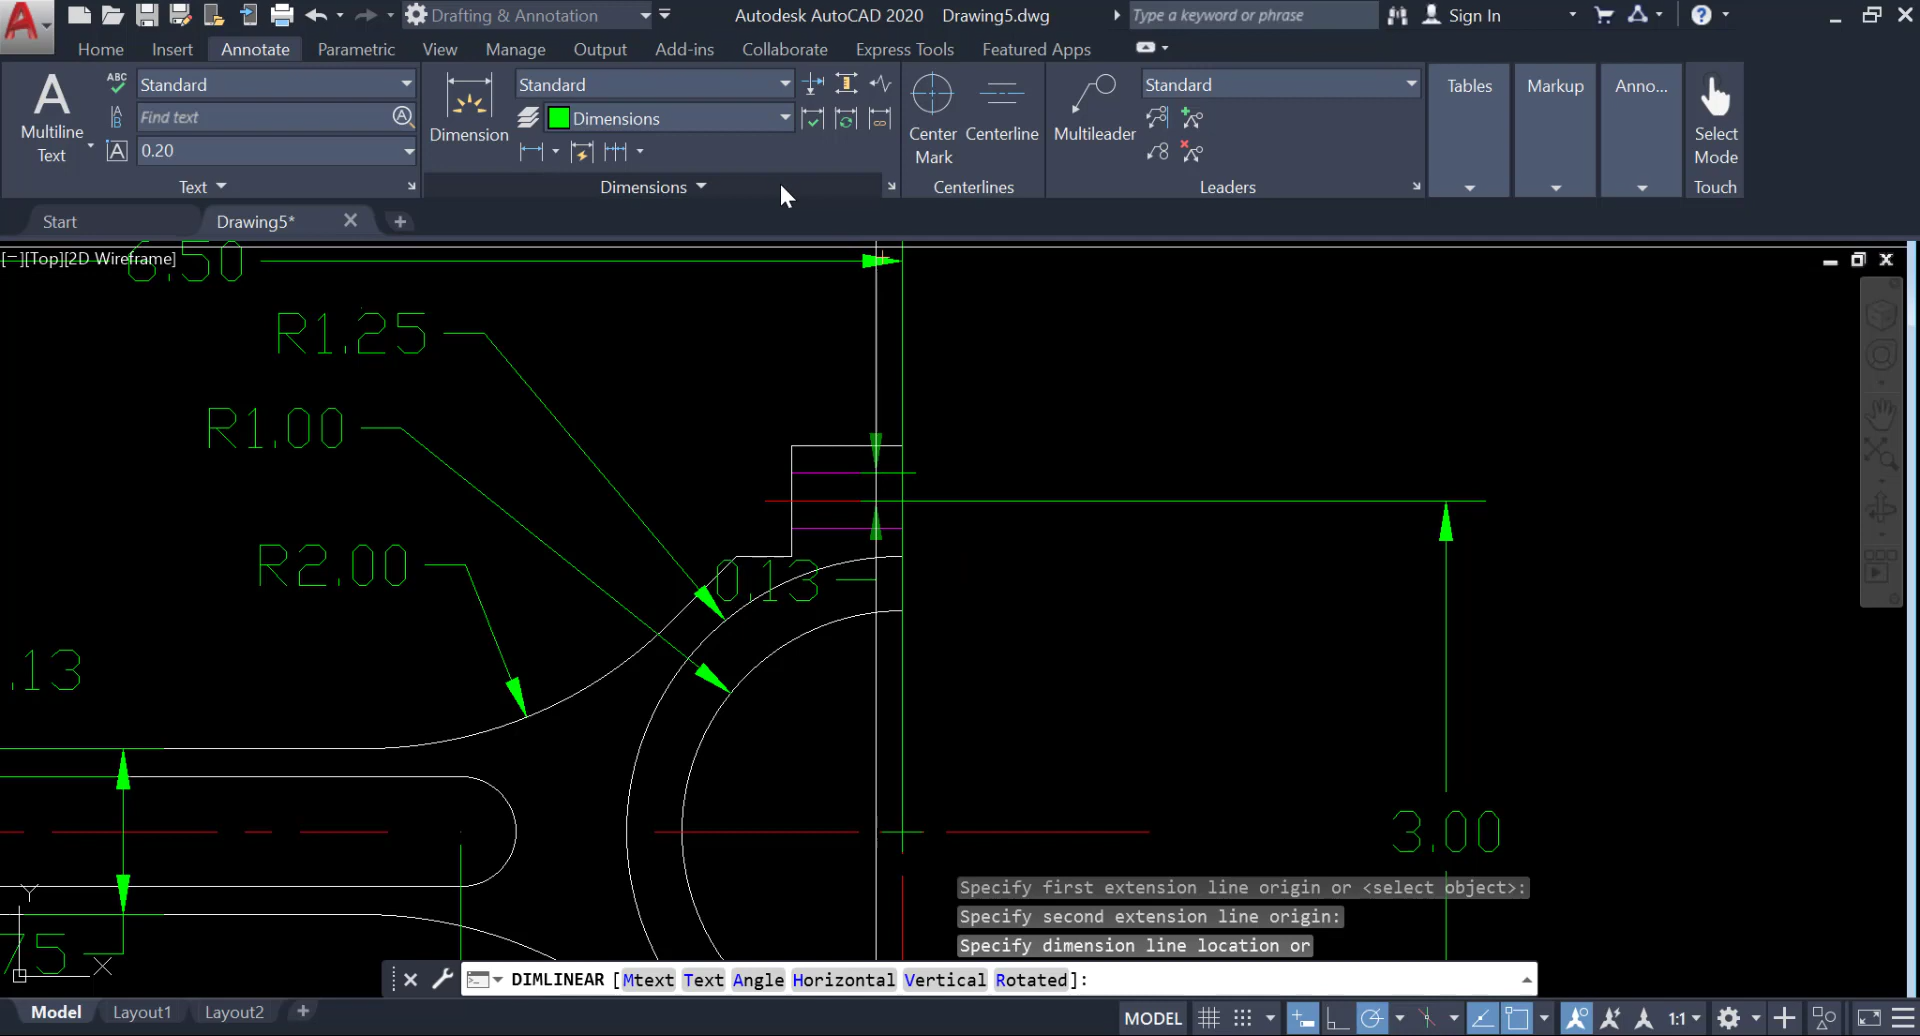 Drafting & Annotation
Autodesk AutoCAD 2020 Drawing5.dwg
Type a keyword or phrase
Sign In
Home Insert Annotate Parametric View Manage Output Add-ins Collaborate Express Tools Featured Apps
Multiline Text
ABC
Standard
Find text
0.20
Text
Dimension
Standard
Dimensions
Dimensions
Center Mark
Centerline
Centerlines
Multileader
Standard
Leaders
Tables
Markup
Anno...
Select Mode
Touch
Start
Drawing5*
[−][Top][2D Wireframe]
6.50
R1.25
R1.00
R2.00
0.13
.13
3.00
75
Y
X
Specify first extension line origin or <select object>:
Specify second extension line origin:
Specify dimension line location or
DIMLINEAR [Mtext Text Angle Horizontal Vertical Rotated]:
Model Layout1 Layout2
MODEL
1:1